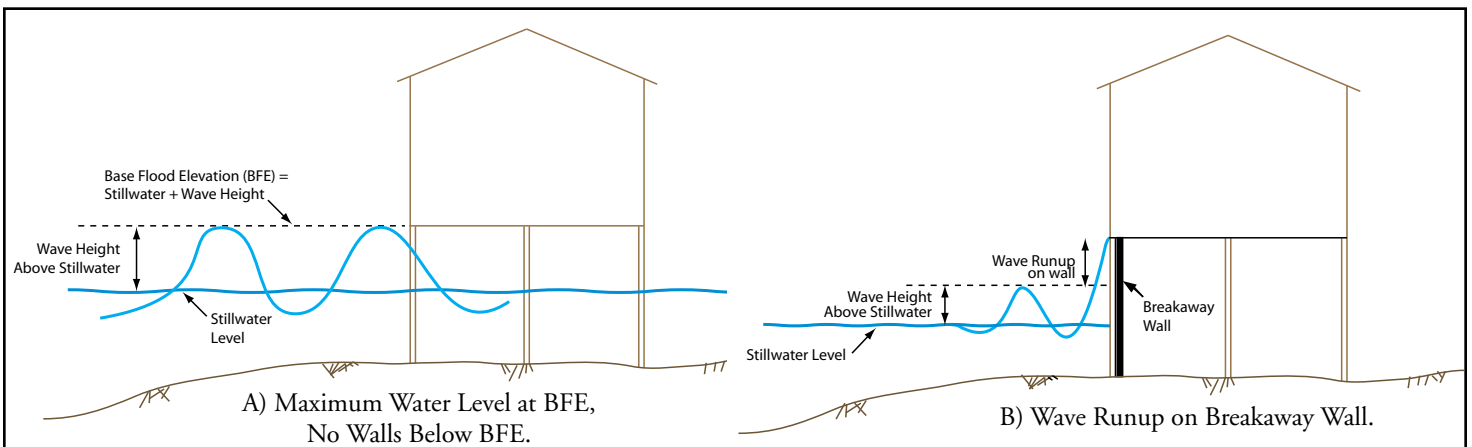 Base Flood Elevation (BFE) =
Stillwater + Wave Height
Wave Height
Above Stillwater
Stillwater
Level
A) Maximum Water Level at BFE,
No Walls Below BFE.
Wave Runup
on wall
Wave Height
Above Stillwater
Breakaway
Wall
Stillwater Level
B) Wave Runup on Breakaway Wall.